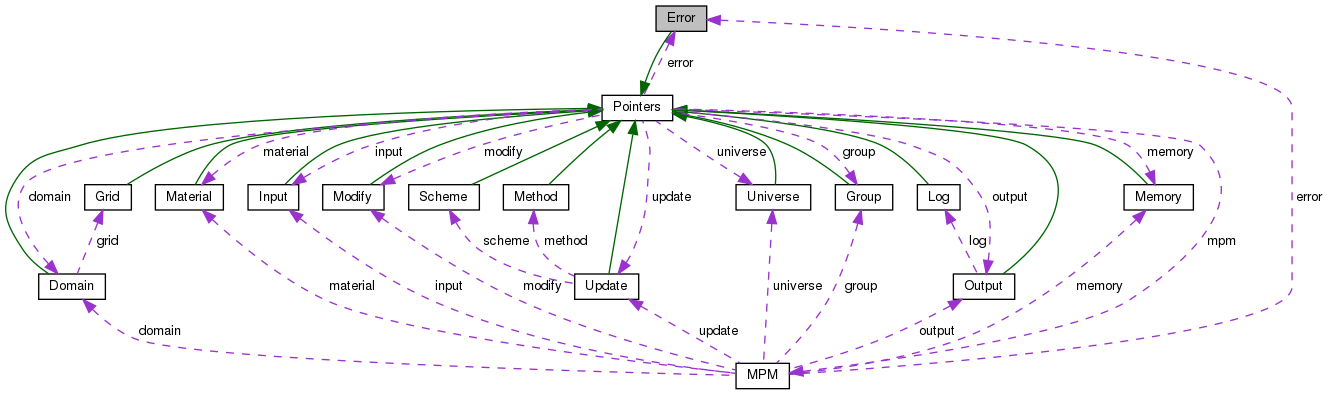 Error
error
Pointers
material
input
modify
universe
group
memory
domain
Grid
Material
Input
Modify
Scheme
Method
update
Universe
Group
Log
output
Memory
error
grid
scheme
method
log
mpm
Domain
material
input
modify
Update
universe
group
Output
memory
domain
update
output
MPM